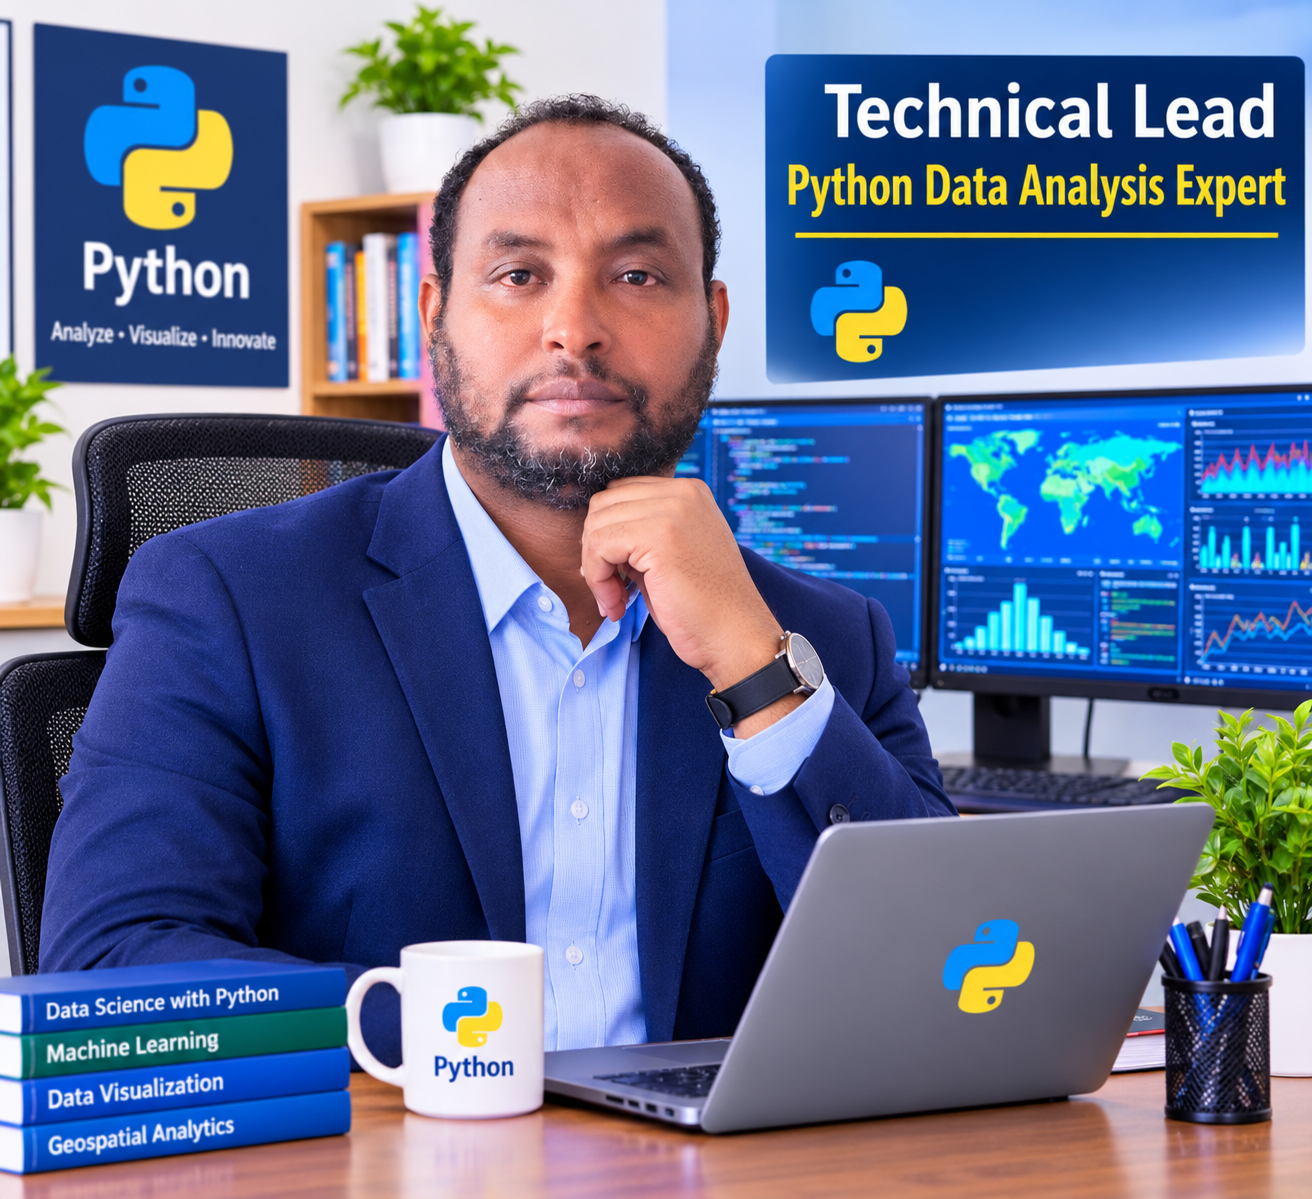 Python
Analyze • Visualize • Innovate
Technical Lead
Python Data Analysis Expert
Data Science with Python
Machine Learning
Data Visualization
Geospatial Analytics
Python